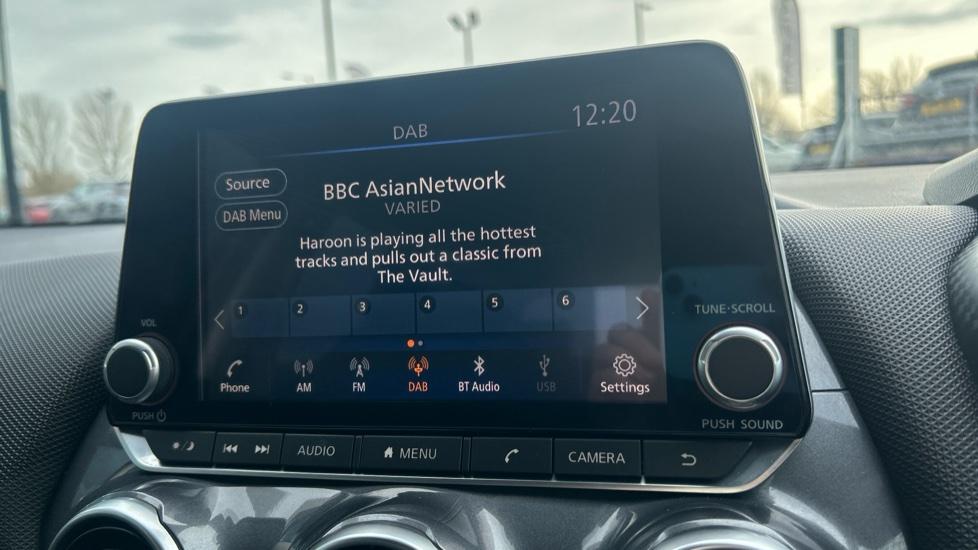 12:20
DAB
Source
BBC AsianNetwork
VARIED
DAB Menu
Haroon is playing all the hottest
tracks and pulls out a classic from
The Vault.
1 2 3 4 5 6
VOL
TUNE·SCROLL
Phone AM FM DAB BT Audio USB Settings
PUSH
PUSH SOUND
AUDIO MENU CAMERA